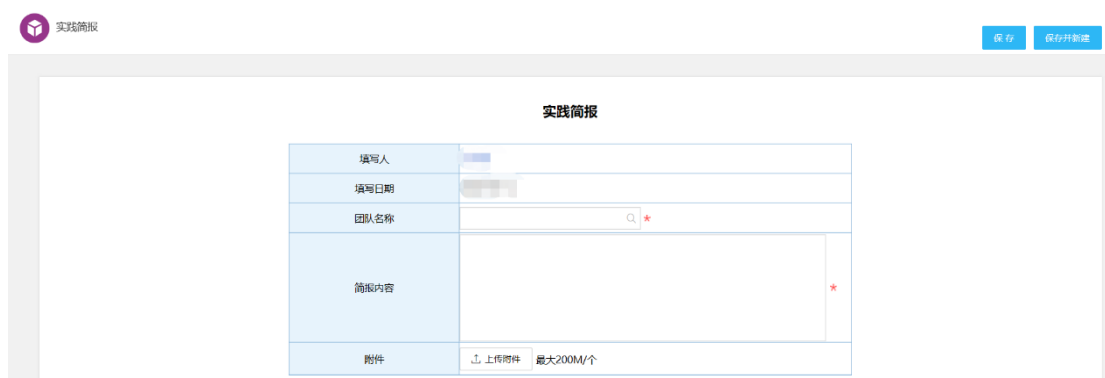 实践简报
保 存 保存并新建
实践简报
填写人
填写日期
团队名称 *
简报内容 *
附件 上传附件 最大200M/个